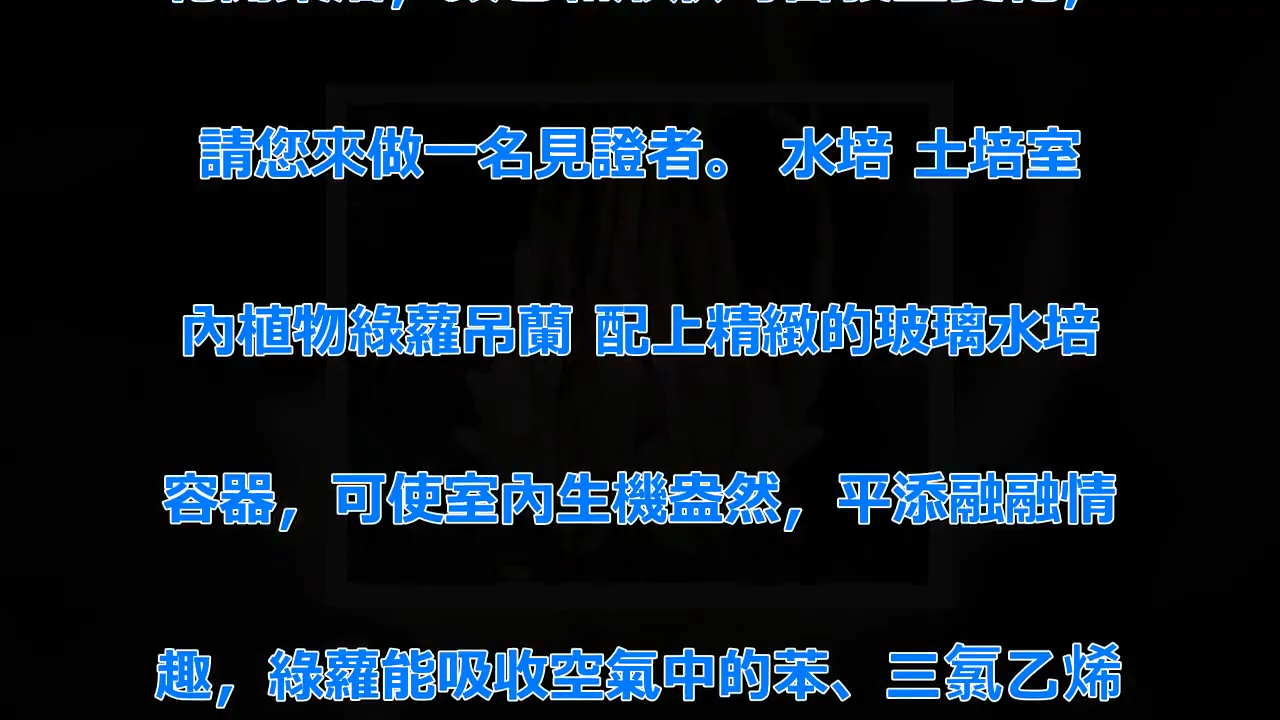 請您來做一名見證者。 水培 土培室
內植物綠蘿吊蘭 配上精緻的玻璃水培
容器，可使室內生機盎然，平添融融情
趣，綠蘿能吸收空氣中的苯、三氯乙烯